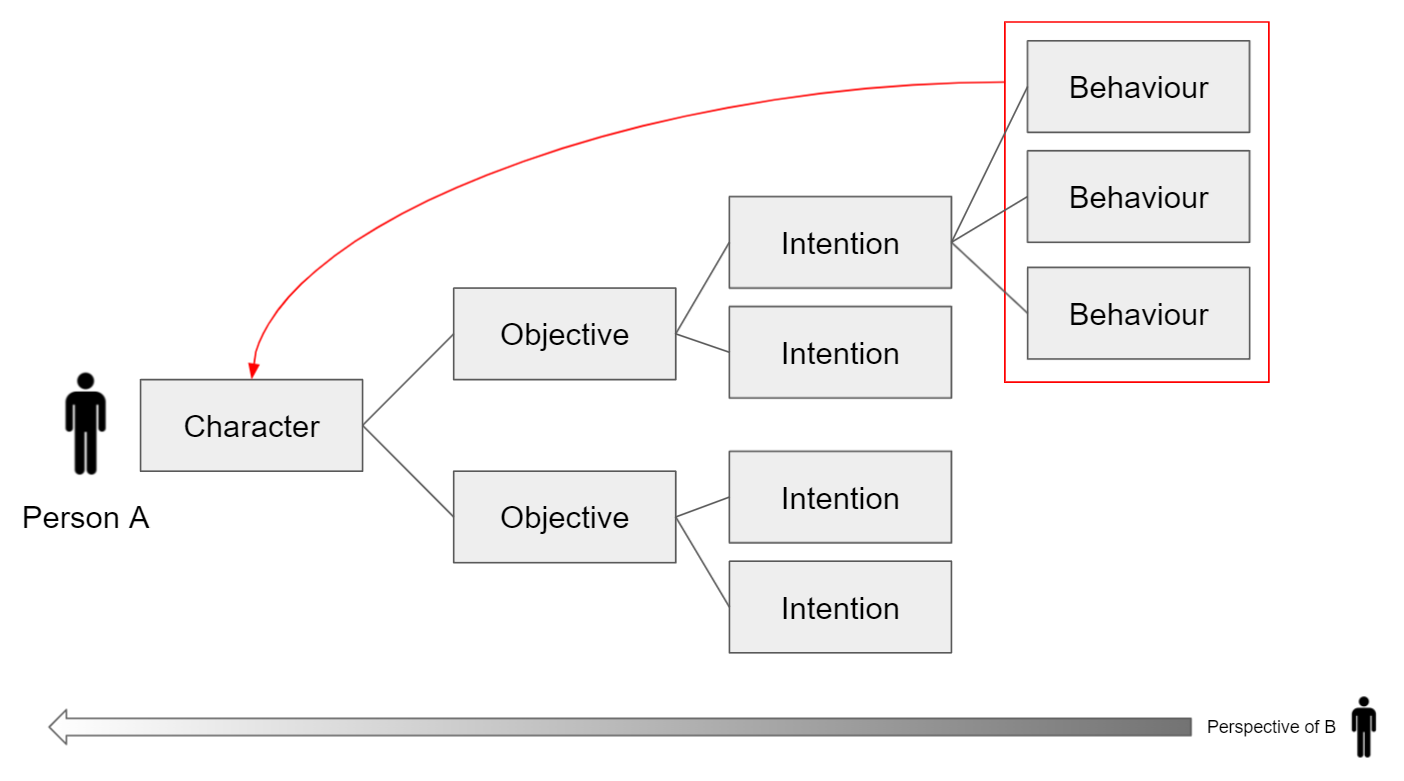 Behaviour
Behaviour
Intention
Behaviour
Objective
Intention
Character
Intention
Person A
Objective
Intention
Perspective of B